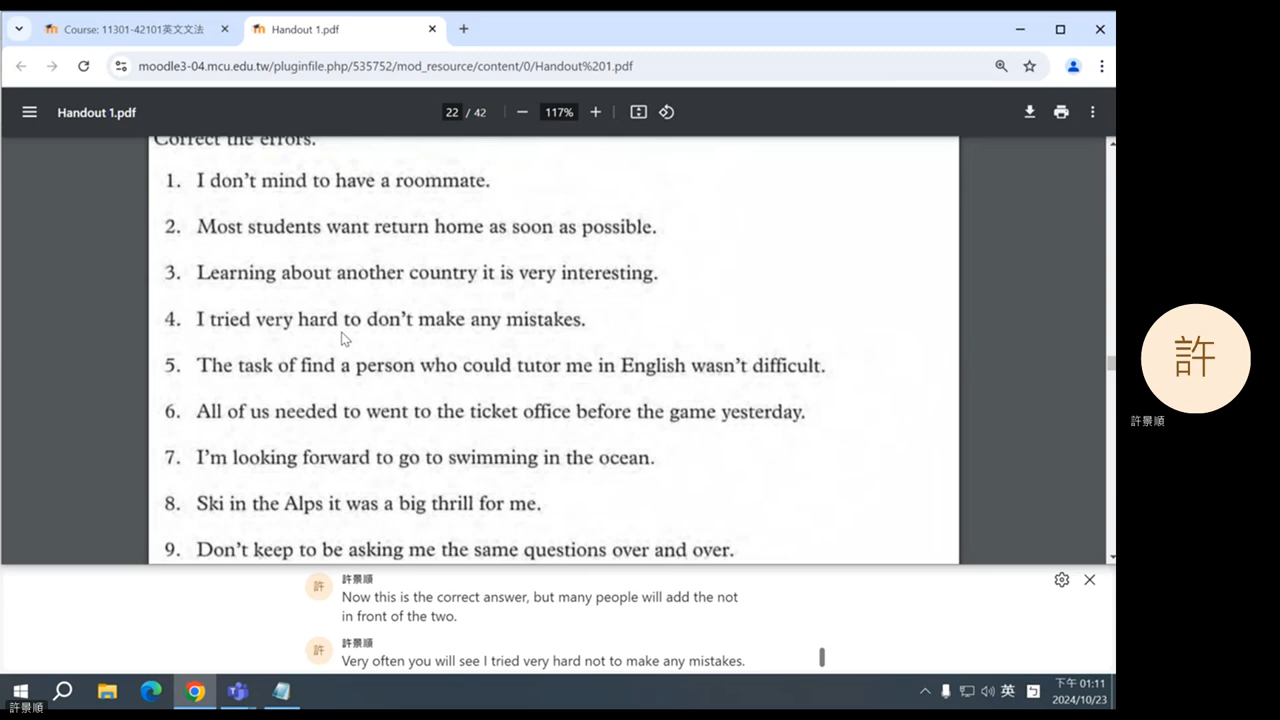 Course: 11301-42101英文文法
Handout 1.pdf
moodle3-04.mcu.edu.tw/pluginfile.php/535752/mod_resource/content/0/Handout%201.pdf
Handout 1.pdf
22 / 42
117%
Correct the errors.
1. I don't mind to have a roommate.
2. Most students want return home as soon as possible.
3. Learning about another country it is very interesting.
4. I tried very hard to don't make any mistakes.
5. The task of find a person who could tutor me in English wasn't difficult.
6. All of us needed to went to the ticket office before the game yesterday.
7. I'm looking forward to go to swimming in the ocean.
8. Ski in the Alps it was a big thrill for me.
9. Don't keep to be asking me the same questions over and over.
許
許景順
許
許景順
Now this is the correct answer, but many people will add the not
in front of the two.
許
許景順
Very often you will see I tried very hard not to make any mistakes.
英
下午 01:11
2024/10/23
許景順